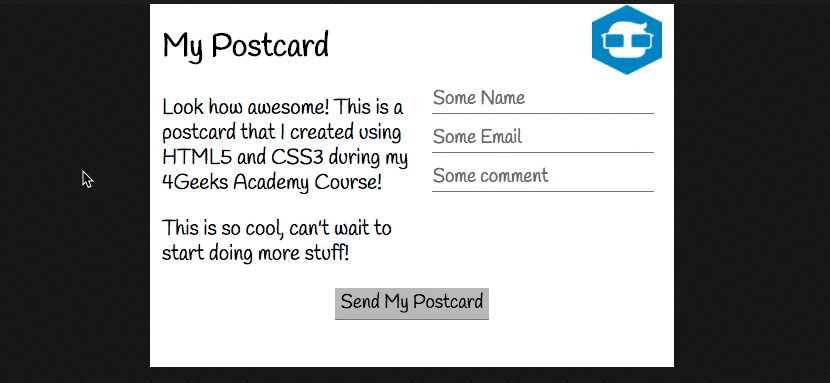 My Postcard
Look how awesome! This is a
postcard that I created using
HTML5 and CSS3 during my
4Geeks Academy Course!
This is so cool, can't wait to
start doing more stuff!
Some Name
Some Email
Some comment
Send My Postcard